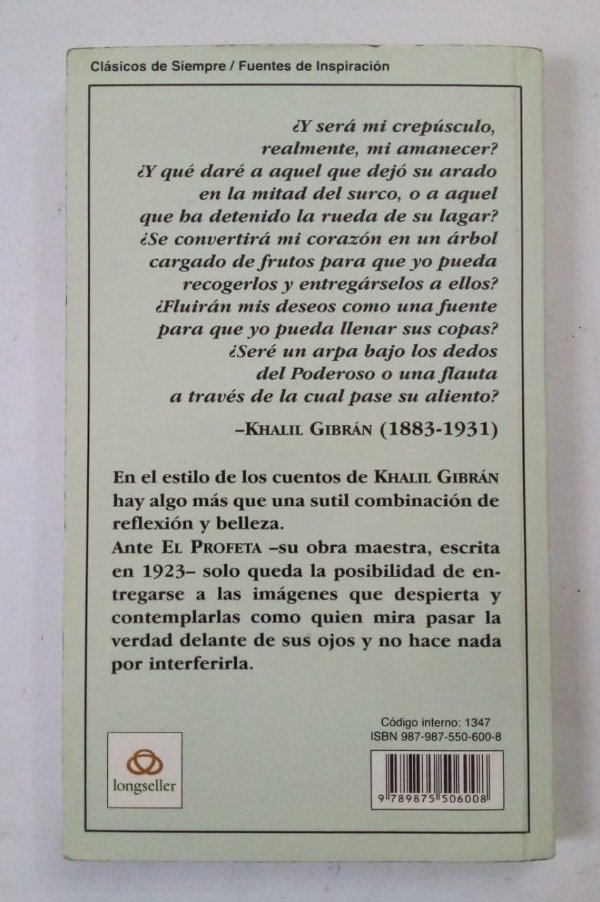 Clásicos de Siempre / Fuentes de Inspiración
¿Y será mi crepúsculo,
realmente, mi amanecer?
¿Y qué daré a aquel que dejó su arado
en la mitad del surco, o a aquel
que ha detenido la rueda de su lagar?
¿Se convertirá mi corazón en un árbol
cargado de frutos para que yo pueda
recogerlos y entregárselos a ellos?
¿Fluirán mis deseos como una fuente
para que yo pueda llenar sus copas?
¿Seré un arpa bajo los dedos
del Poderoso o una flauta
a través de la cual pase su aliento?
–KHALIL GIBRÁN (1883-1931)
En el estilo de los cuentos de KHALIL GIBRÁN
hay algo más que una sutil combinación de
reflexión y belleza.
Ante EL PROFETA –su obra maestra, escrita
en 1923– solo queda la posibilidad de en-
tregarse a las imágenes que despierta y
contemplarlas como quien mira pasar la
verdad delante de sus ojos y no hace nada
por interferirla.
Código interno: 1347
ISBN 987-987-550-600-8
9 789875 506008
longseller